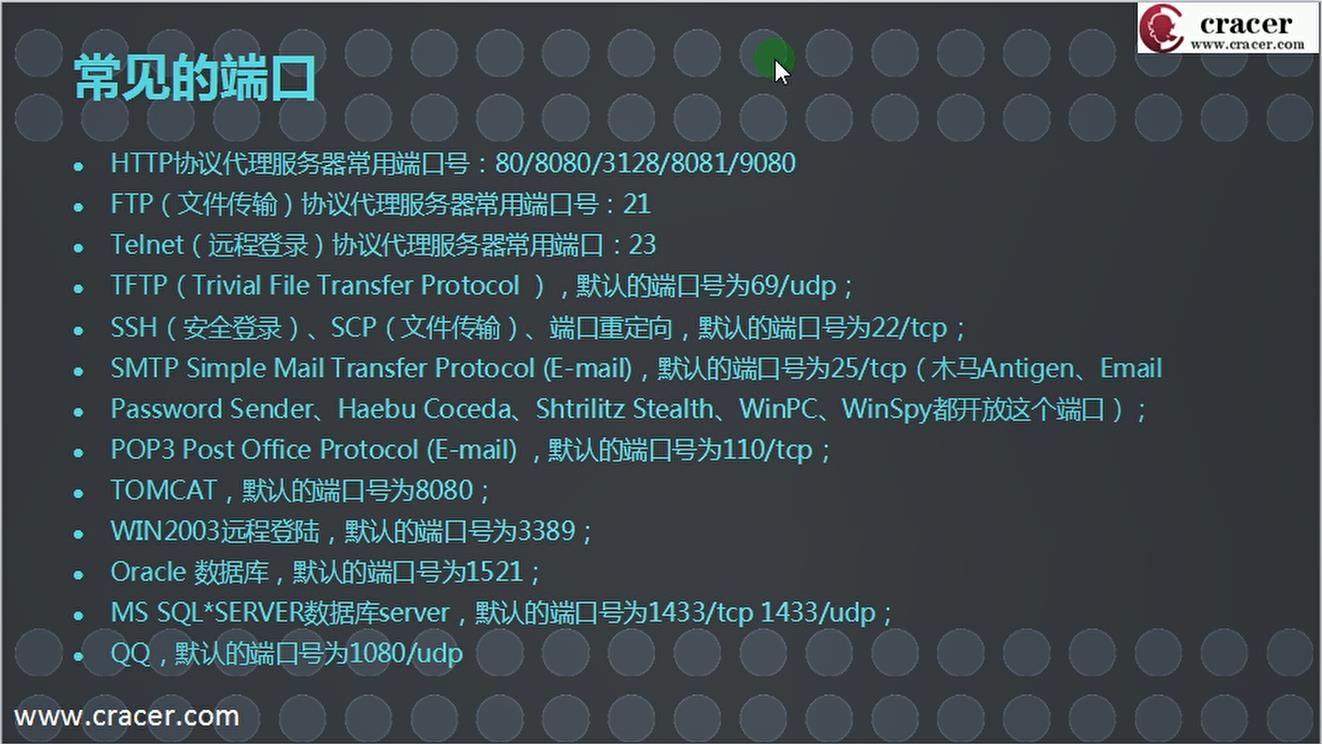 cracer
www.cracer.com
常见的端口
HTTP协议代理服务器常用端口号：80/8080/3128/8081/9080
FTP（文件传输）协议代理服务器常用端口号：21
Telnet（远程登录）协议代理服务器常用端口：23
TFTP（Trivial File Transfer Protocol ），默认的端口号为69/udp；
SSH（安全登录）、SCP（文件传输）、端口重定向，默认的端口号为22/tcp；
SMTP Simple Mail Transfer Protocol (E-mail)，默认的端口号为25/tcp（木马Antigen、Email
Password Sender、Haebu Coceda、Shtrilitz Stealth、WinPC、WinSpy都开放这个端口）；
POP3 Post Office Protocol (E-mail) ，默认的端口号为110/tcp；
TOMCAT，默认的端口号为8080；
WIN2003远程登陆，默认的端口号为3389；
Oracle 数据库，默认的端口号为1521；
MS SQL*SERVER数据库server，默认的端口号为1433/tcp 1433/udp；
QQ，默认的端口号为1080/udp
www.cracer.com